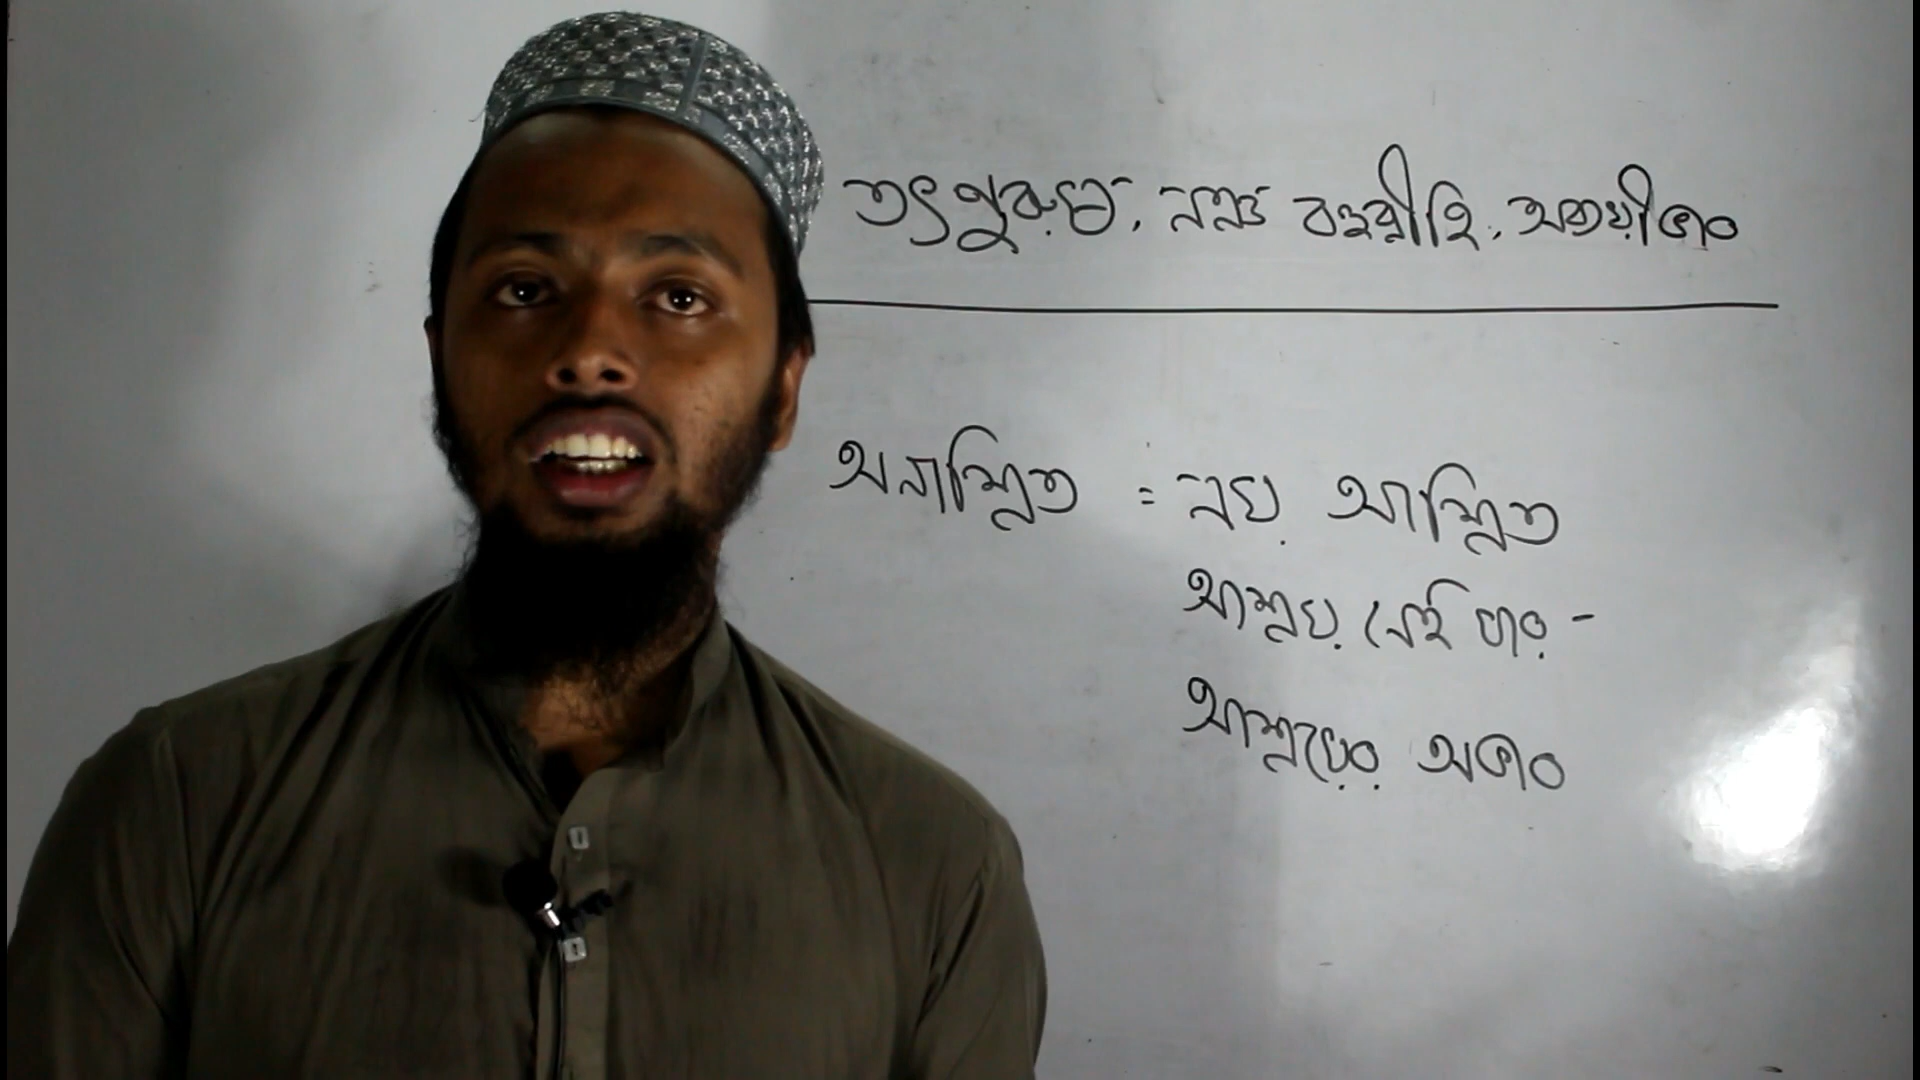 তৎপুরুষ, নঞ বহুব্রীহি, অব্যয়ীভাব
অনাশ্রিত = নয় আশ্রিত
আশ্রয় নেই যার -
আশ্রয়ের অভাব